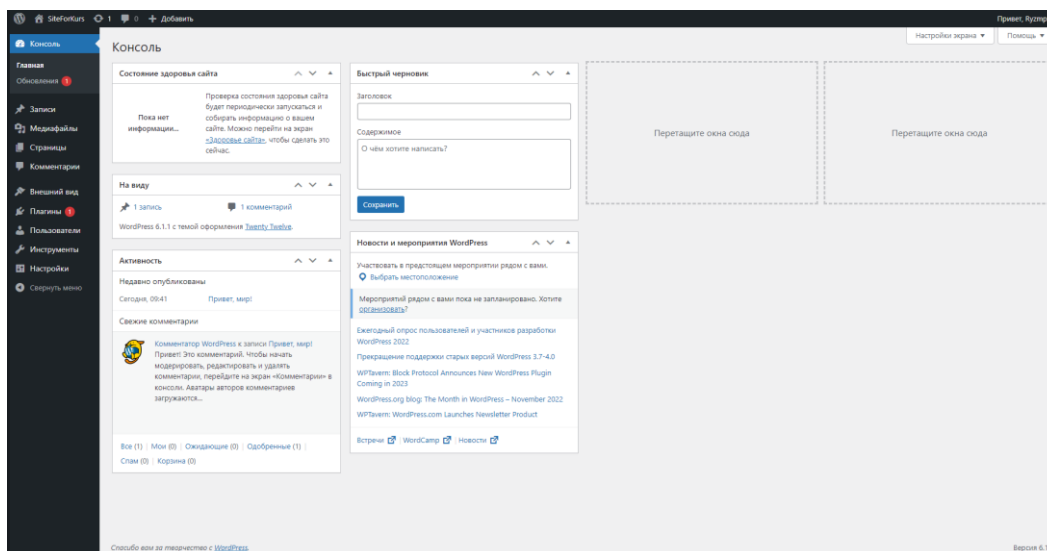 SiteForKurs 1 0 + Добавить
Привет, Ryzmp
Консоль
Главная
Обновления 1
Записи
Медиафайлы
Страницы
Комментарии
Внешний вид
Плагины 1
Пользователи
Инструменты
Настройки
Свернуть меню
Настройки экрана
Помощь
Консоль
Состояние здоровья сайта
Пока нет
информации...
Проверка состояния здоровья сайта
будет периодически запускаться и
собирать информацию о вашем
сайте. Можно перейти на экран
«Здоровье сайта», чтобы сделать это
сейчас.
На виду
1 запись
1 комментарий
WordPress 6.1.1 с темой оформления Twenty Twelve.
Активность
Недавно опубликованы
Сегодня, 09:41 Привет, мир!
Свежие комментарии
Комментатор WordPress к записи Привет, мир!
Привет! Это комментарий. Чтобы начать
модерировать, редактировать и удалять
комментарии, перейдите на экран «Комментарии» в
консоли. Аватары авторов комментариев
загружаются...
Все (1) | Мои (0) | Ожидающие (0) | Одобренные (1) |
Спам (0) | Корзина (0)
Быстрый черновик
Заголовок
Содержимое
О чём хотите написать?
Сохранить
Новости и мероприятия WordPress
Участвовать в предстоящем мероприятии рядом с вами.
Выбрать местоположение
Мероприятий рядом с вами пока не запланировано. Хотите
организовать?
Ежегодный опрос пользователей и участников разработки
WordPress 2022
Прекращение поддержки старых версий WordPress 3.7-4.0
WPTavern: Block Protocol Announces New WordPress Plugin
Coming in 2023
WordPress.org blog: The Month in WordPress – November 2022
WPTavern: WordPress.com Launches Newsletter Product
Встречи | WordCamp | Новости
Перетащите окна сюда
Перетащите окна сюда
Спасибо вам за творчество с WordPress.
Версия 6.1